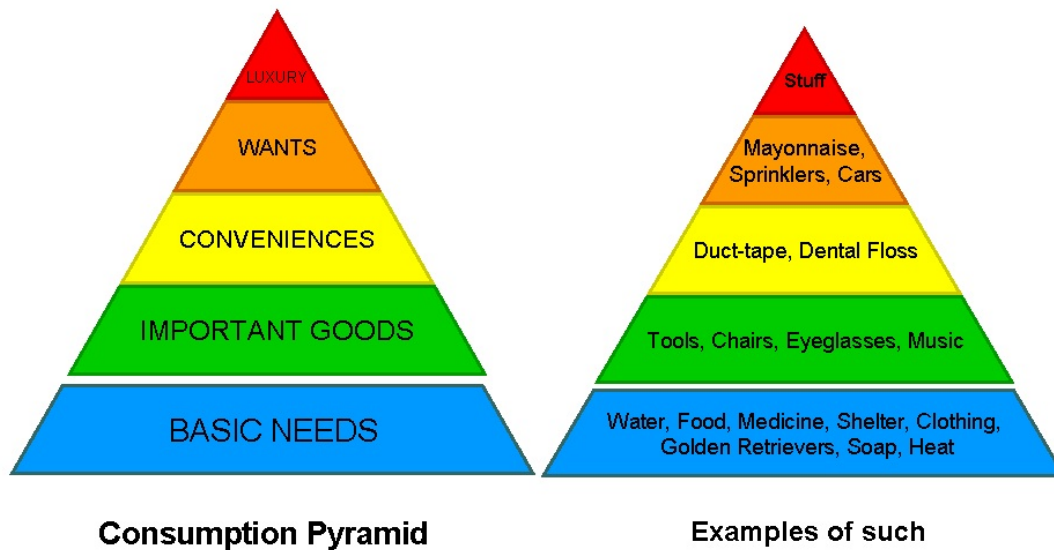 LUXURY
WANTS
CONVENIENCES
IMPORTANT GOODS
BASIC NEEDS
Consumption Pyramid
Stuff
Mayonnaise,
Sprinklers, Cars
Duct-tape, Dental Floss
Tools, Chairs, Eyeglasses, Music
Water, Food, Medicine, Shelter, Clothing,
Golden Retrievers, Soap, Heat
Examples of such